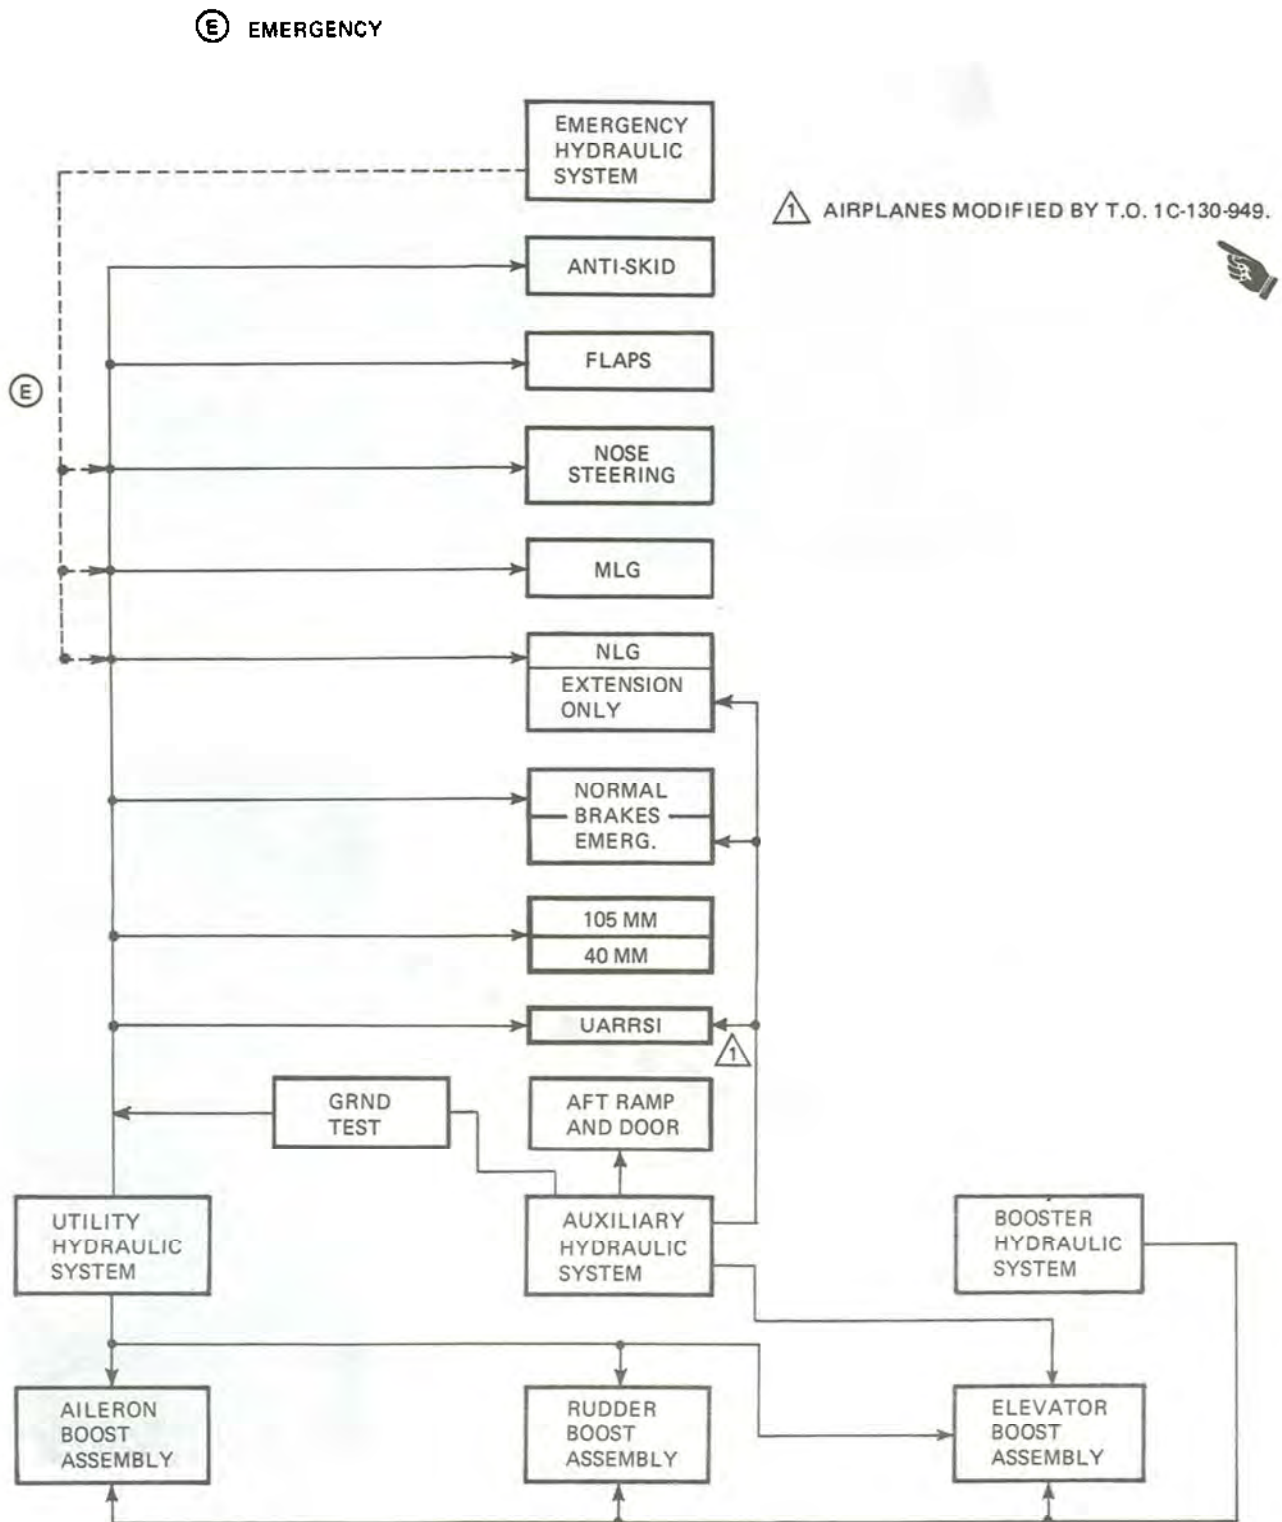 E EMERGENCY
EMERGENCY
HYDRAULIC
SYSTEM
1 AIRPLANES MODIFIED BY T.O. 1C-130-949.
ANTI-SKID
FLAPS
E
NOSE
STEERING
MLG
NLG
EXTENSION
ONLY
NORMAL
BRAKES
EMERG.
105 MM
40 MM
UARRSI
1
GRND
TEST
AFT RAMP
AND DOOR
UTILITY
HYDRAULIC
SYSTEM
AUXILIARY
HYDRAULIC
SYSTEM
BOOSTER
HYDRAULIC
SYSTEM
AILERON
BOOST
ASSEMBLY
RUDDER
BOOST
ASSEMBLY
ELEVATOR
BOOST
ASSEMBLY